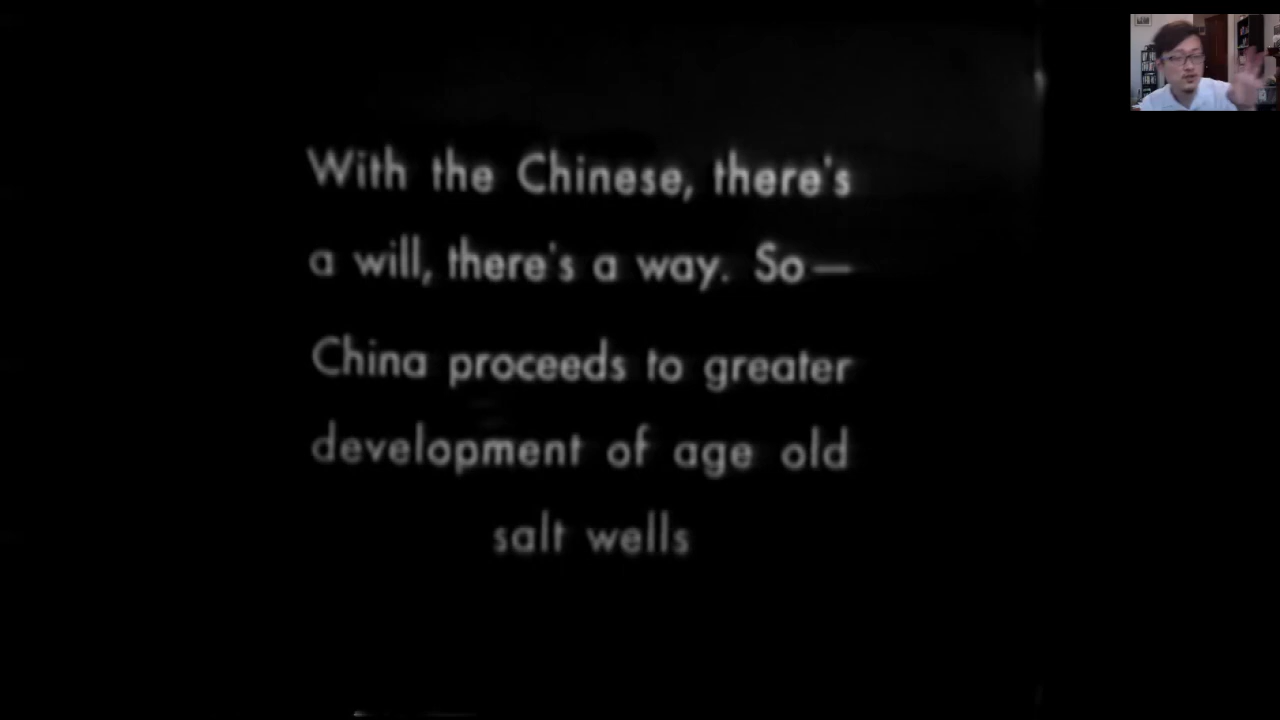 With the Chinese, there's
a will, there's a way. So—
China proceeds to greater
development of age old
salt wells